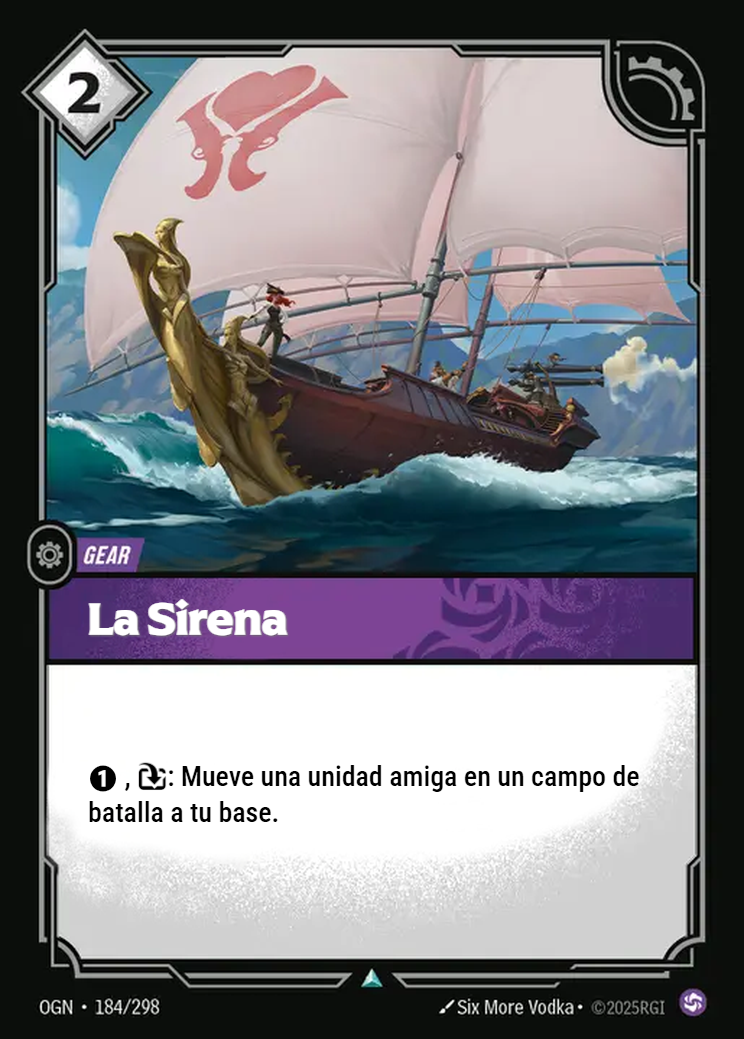 2
GEAR
La Sirena
1 , : Mueve una unidad amiga en un campo de
batalla a tu base.
OGN • 184/298
Six More Vodka • ©2025RGI